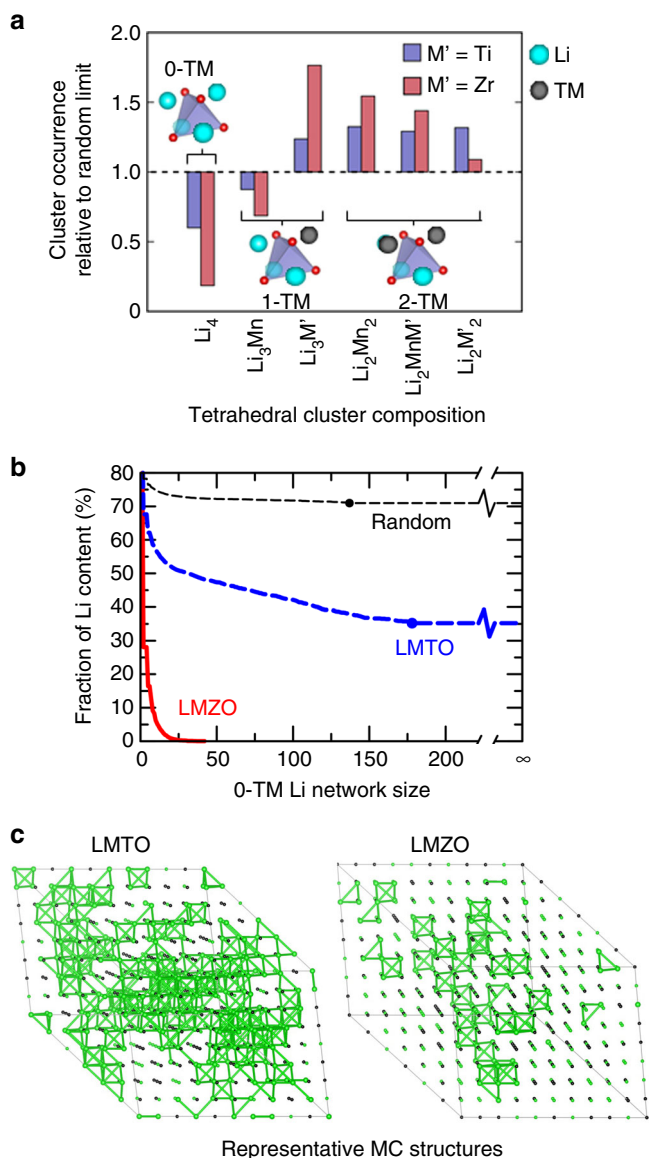 a
2.0
1.5
1.0
0.5
0
Cluster occurrence
relative to random limit
0-TM
M' = Ti
M' = Zr
Li
TM
1-TM
2-TM
Li₄
Li₃Mn
Li₃M'
Li₂Mn₂
Li₂MnM'
Li₂M'₂
Tetrahedral cluster composition
b
80
70
60
50
40
30
20
10
0
Fraction of Li content (%)
Random
LMTO
LMZO
0
50
100
150
200
∞
0-TM Li network size
c
LMTO
LMZO
Representative MC structures